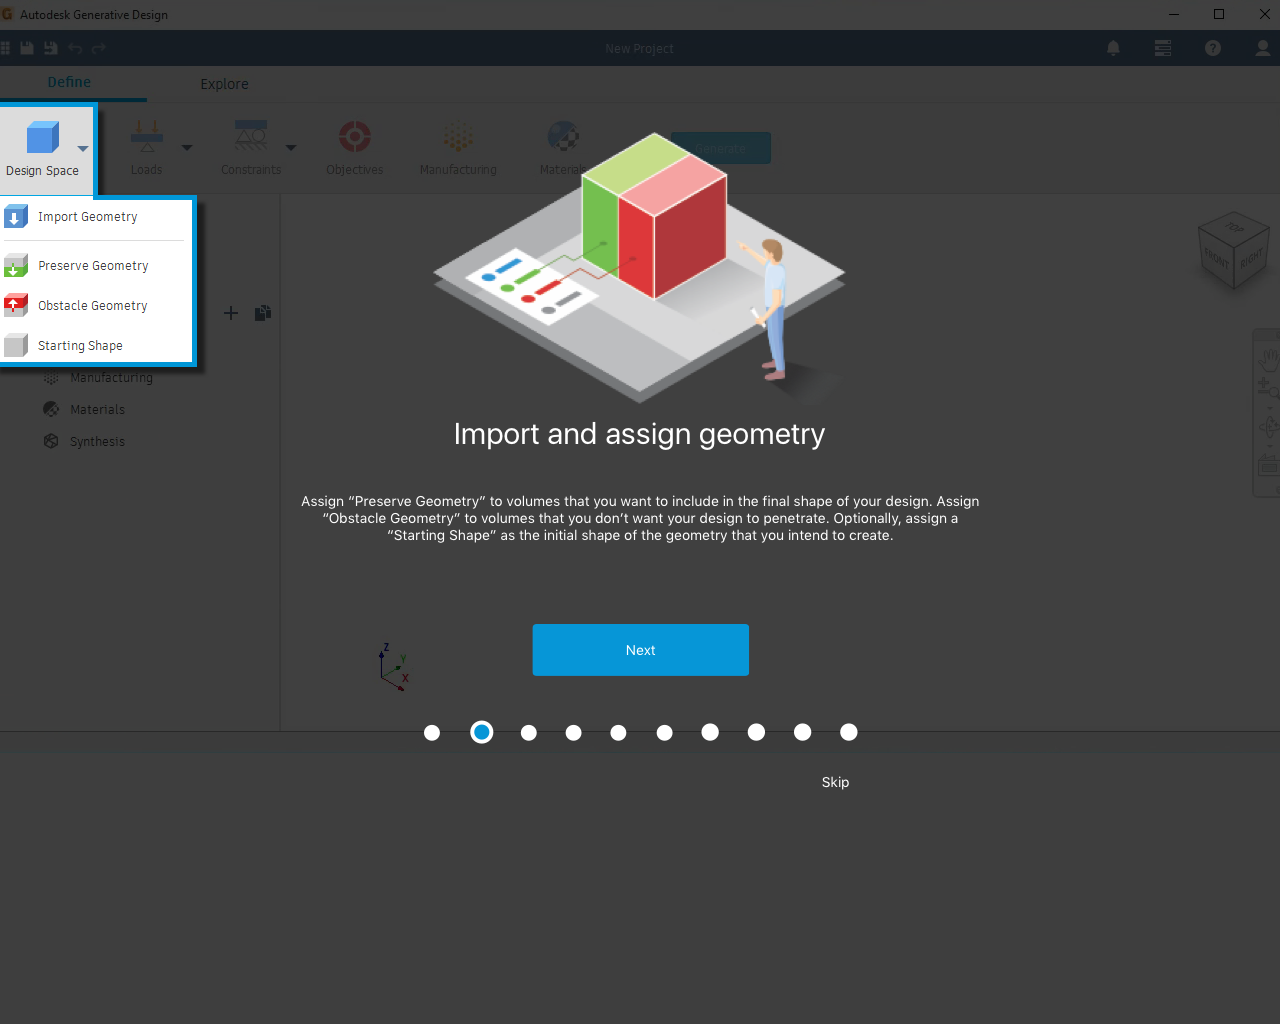 Autodesk Generative Design
New Project
Define
Explore
Design Space
Loads
Constraints
Objectives
Manufacturing
Materials
Generate
Import Geometry
Preserve Geometry
Obstacle Geometry
Starting Shape
Manufacturing
Materials
Synthesis
TOP
FRONT
RIGHT
Import and assign geometry
Assign “Preserve Geometry” to volumes that you want to include in the final shape of your design. Assign
“Obstacle Geometry” to volumes that you don’t want your design to penetrate. Optionally, assign a
“Starting Shape” as the initial shape of the geometry that you intend to create.
Z
Y
X
Next
Skip